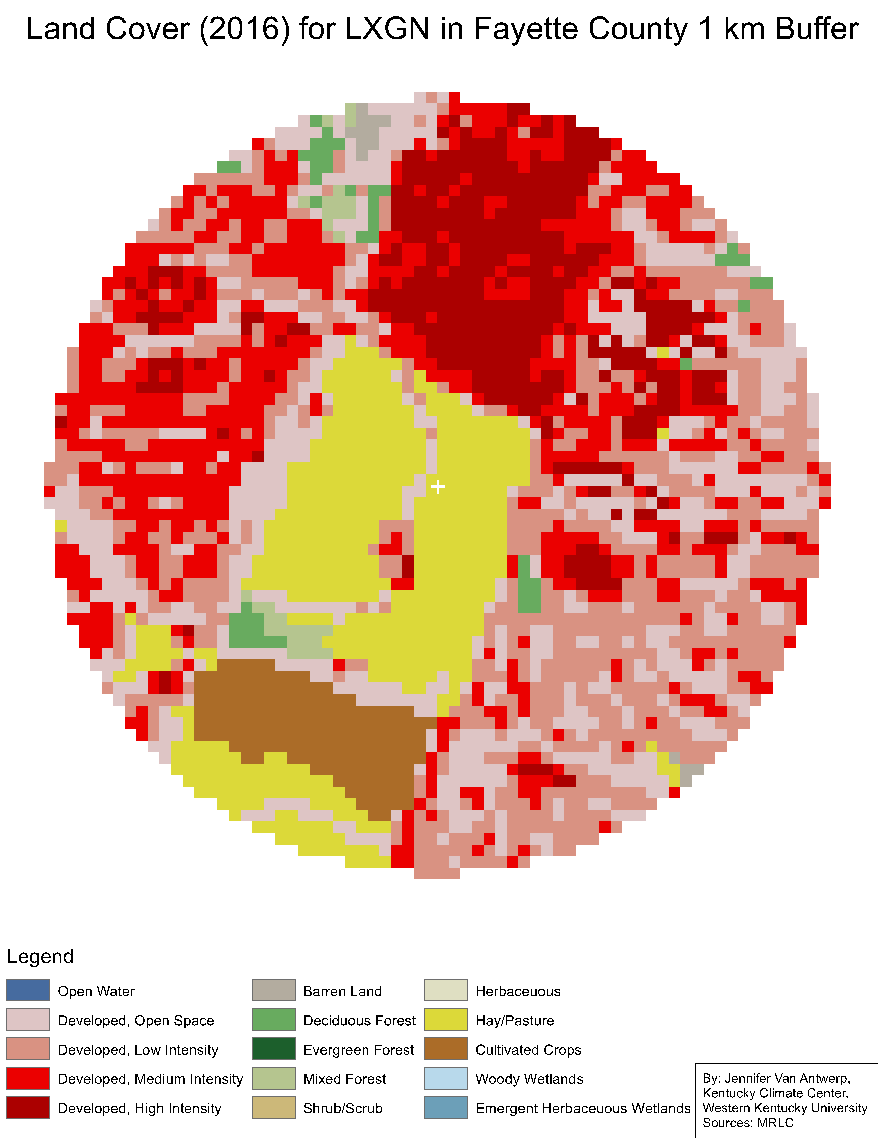 Land Cover (2016) for LXGN in Fayette County 1 km Buffer
Legend
Open Water
Developed, Open Space
Developed, Low Intensity
Developed, Medium Intensity
Developed, High Intensity
Barren Land
Deciduous Forest
Evergreen Forest
Mixed Forest
Shrub/Scrub
Herbaceuous
Hay/Pasture
Cultivated Crops
Woody Wetlands
Emergent Herbaceuous Wetlands
By: Jennifer Van Antwerp,
Kentucky Climate Center,
Western Kentucky University
Sources: MRLC